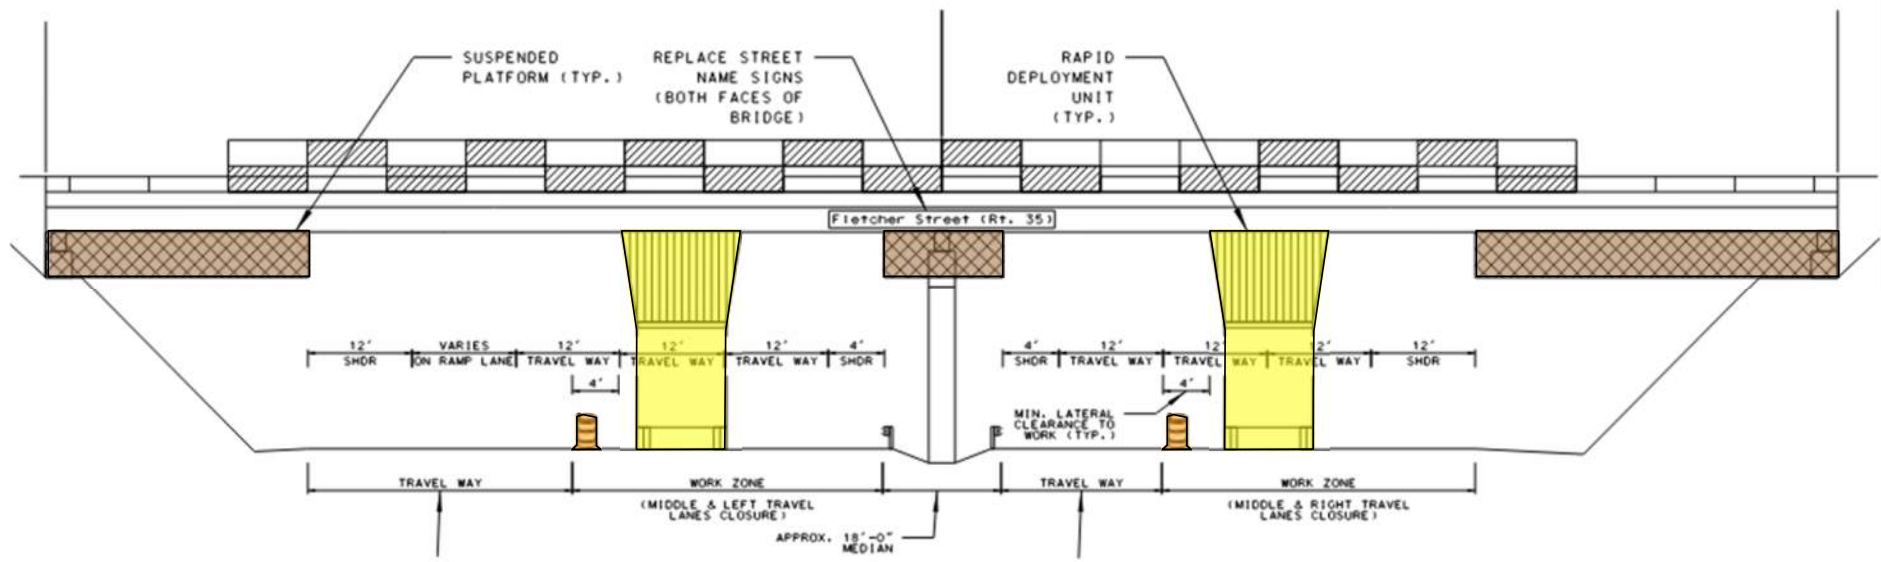 SUSPENDED
PLATFORM (TYP.)
REPLACE STREET
NAME SIGNS
(BOTH FACES OF
BRIDGE)
RAPID
DEPLOYMENT
UNIT
(TYP.)
Fletcher Street (Rt. 35)
12' VARIES 12' 12' 12' 4' 4' 12' 12' 12' 12'
SHDR ON RAMP LANE TRAVEL WAY TRAVEL WAY TRAVEL WAY SHDR SHDR TRAVEL WAY TRAVEL WAY TRAVEL WAY SHDR
4' 4'
MIN. LATERAL
CLEARANCE TO
WORK (TYP.)
TRAVEL WAY WORK ZONE TRAVEL WAY WORK ZONE
(MIDDLE & LEFT TRAVEL
LANES CLOSURE)
(MIDDLE & RIGHT TRAVEL
LANES CLOSURE)
APPROX. 18'-0"
MEDIAN